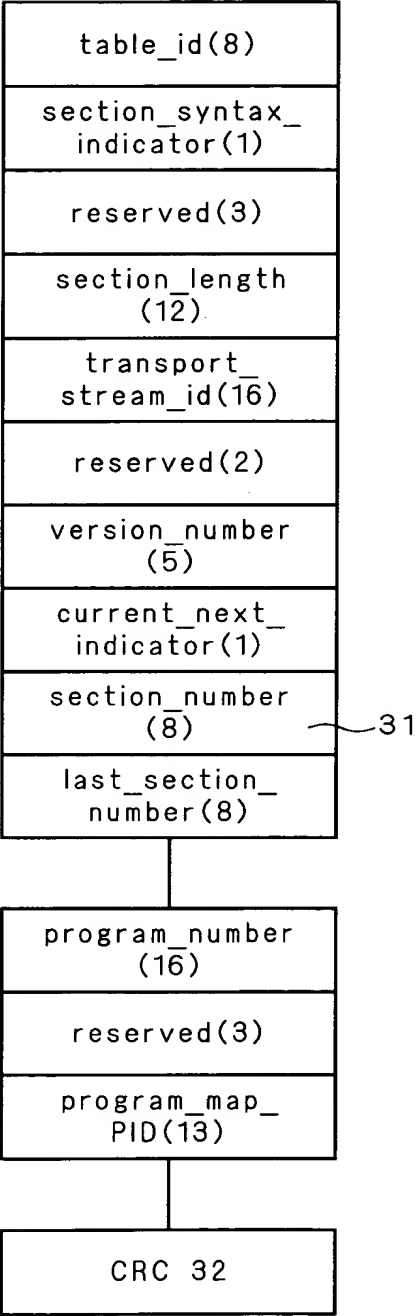 table_id(8)
section_syntax_
indicator(1)
reserved(3)
section_length
(12)
transport_
stream_id(16)
reserved(2)
version_number
(5)
current_next_
indicator(1)
section_number
(8)
31
last_section_
number(8)
program_number
(16)
reserved(3)
program_map_
PID(13)
CRC 32